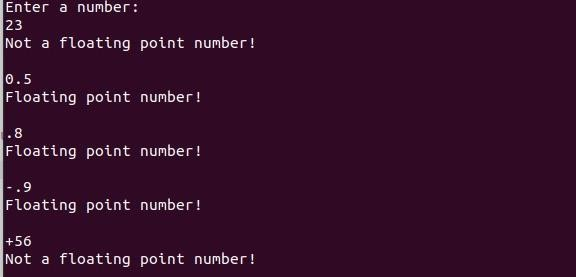 Enter a number:
23
Not a floating point number!
0.5
Floating point number!
.8
Floating point number!
-.9
Floating point number!
+56
Not a floating point number!